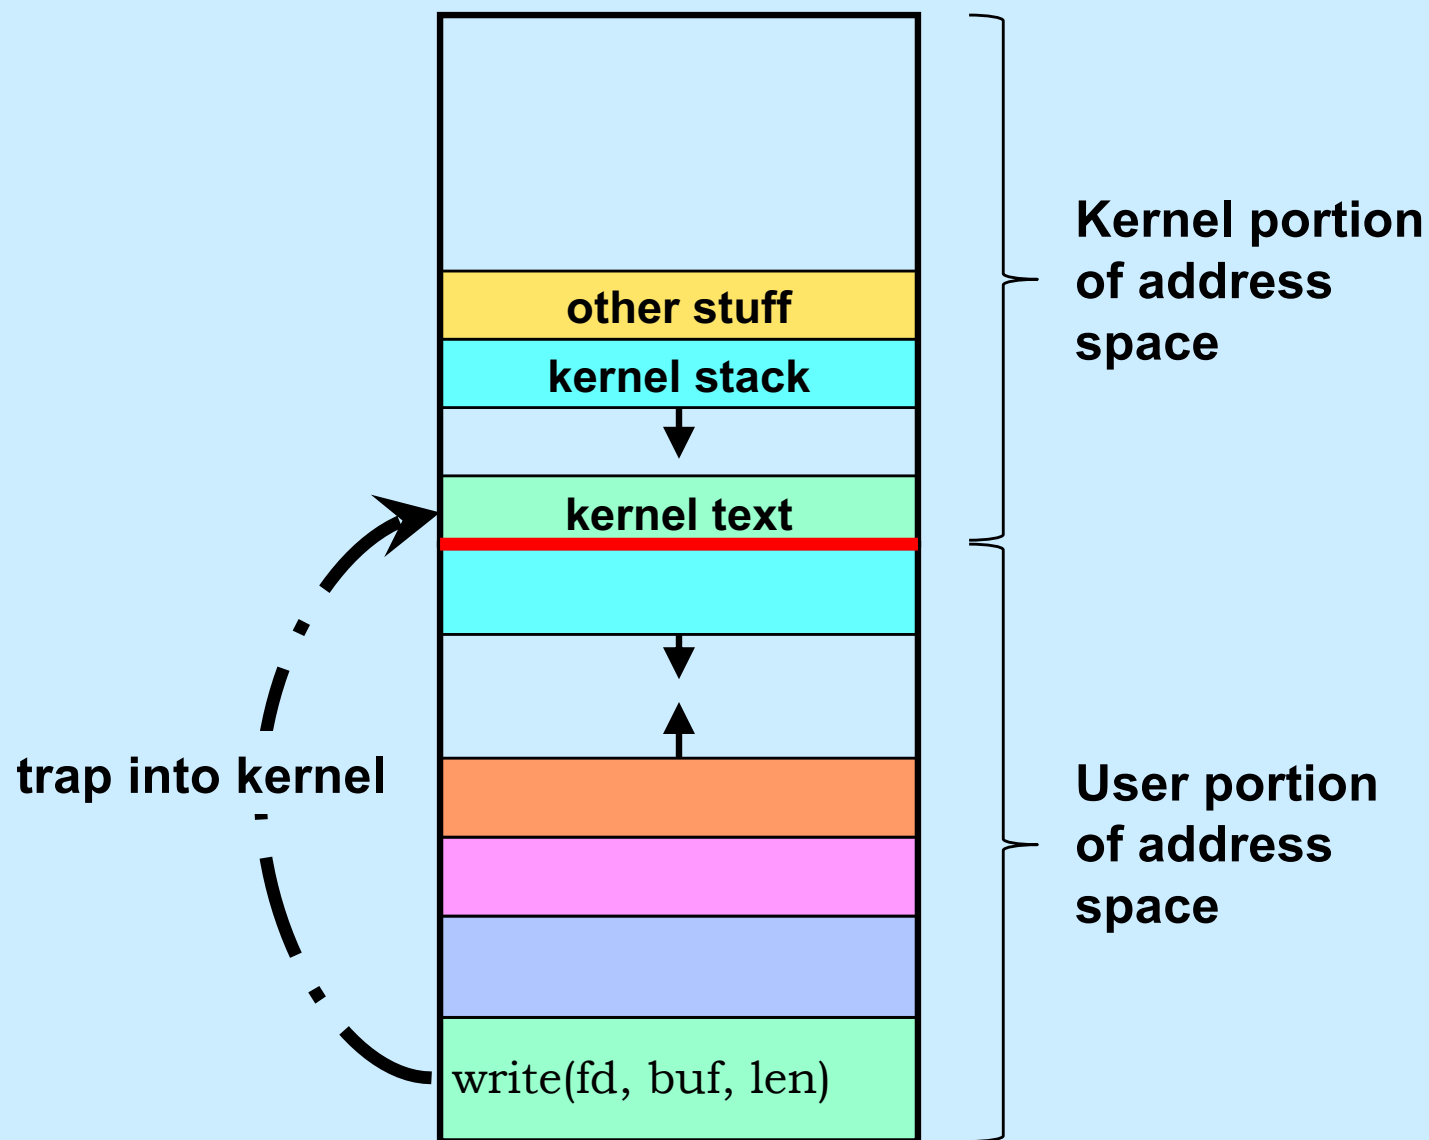 other stuff
kernel stack
kernel text
Kernel portion
of address
space
trap into kernel
User portion
of address
space
write(fd, buf, len)